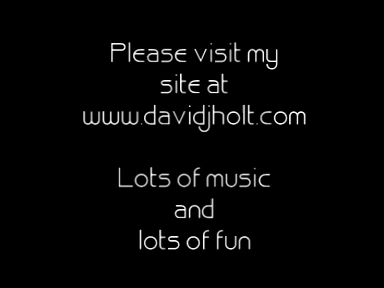 Please visit my
site at
www.davidjholt.com
Lots of music
and
lots of fun